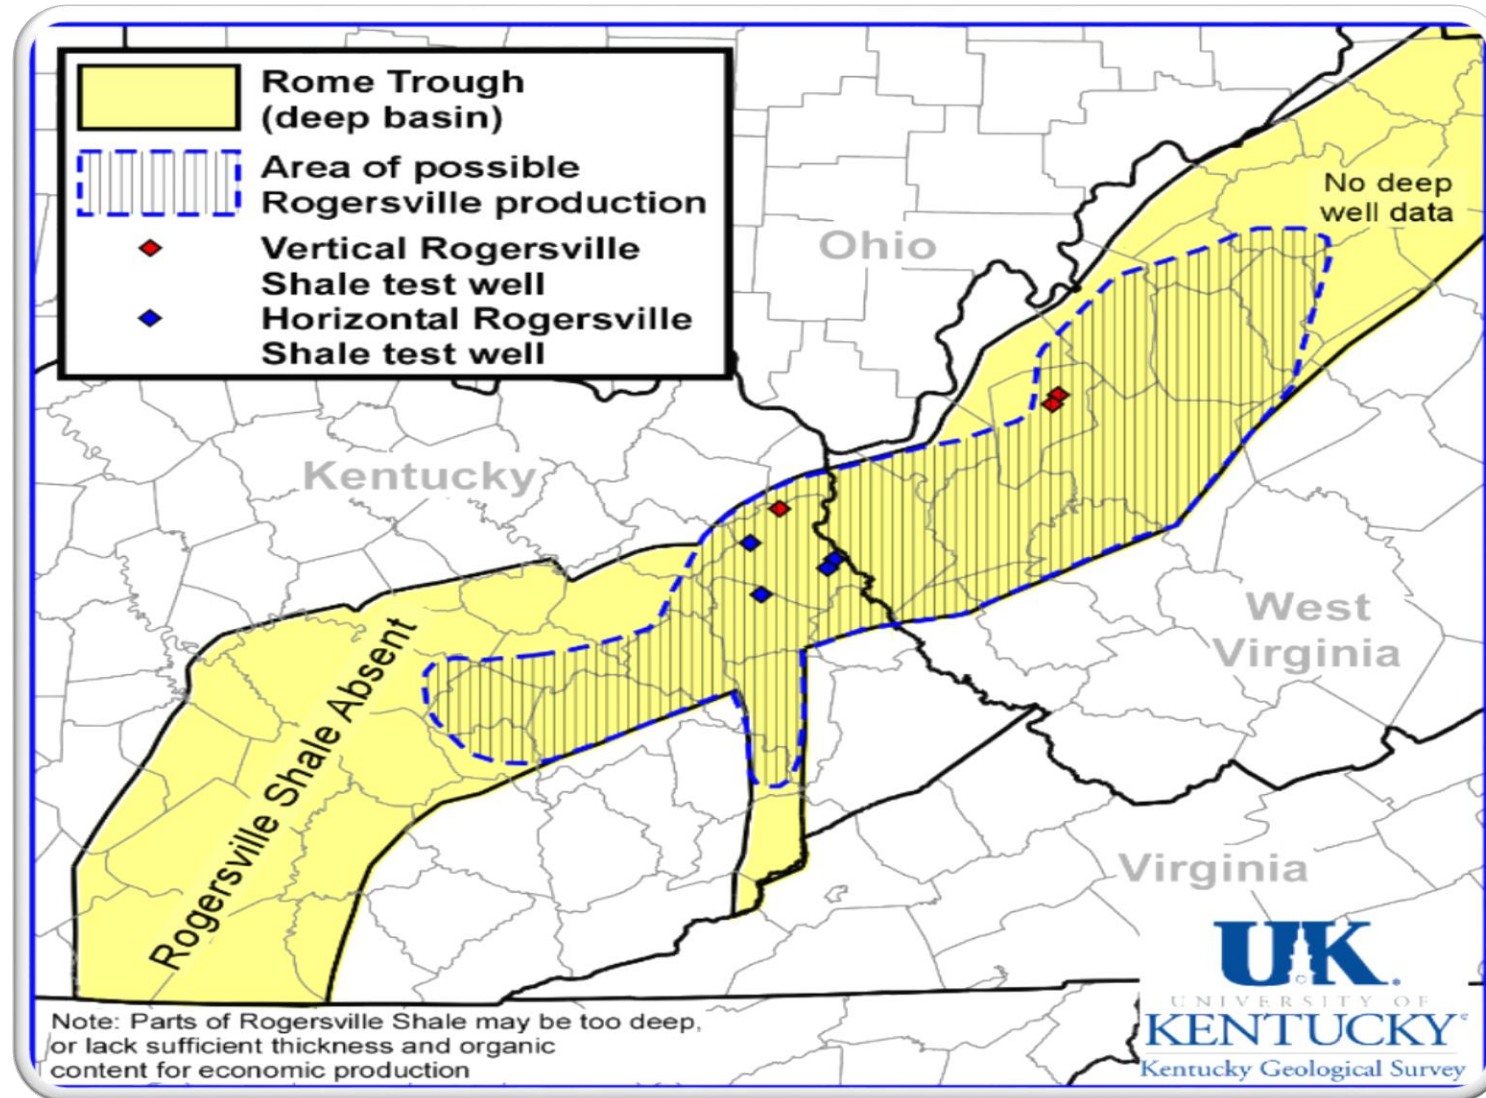 Rome Trough
(deep basin)
Area of possible
Rogersville production
Vertical Rogersville
Shale test well
Horizontal Rogersville
Shale test well
No deep
well data
Ohio
Kentucky
West
Virginia
Rogersville Shale Absent
Virginia
Note: Parts of Rogersville Shale may be too deep,
or lack sufficient thickness and organic
content for economic production
UK
UNIVERSITY OF
KENTUCKY
Kentucky Geological Survey